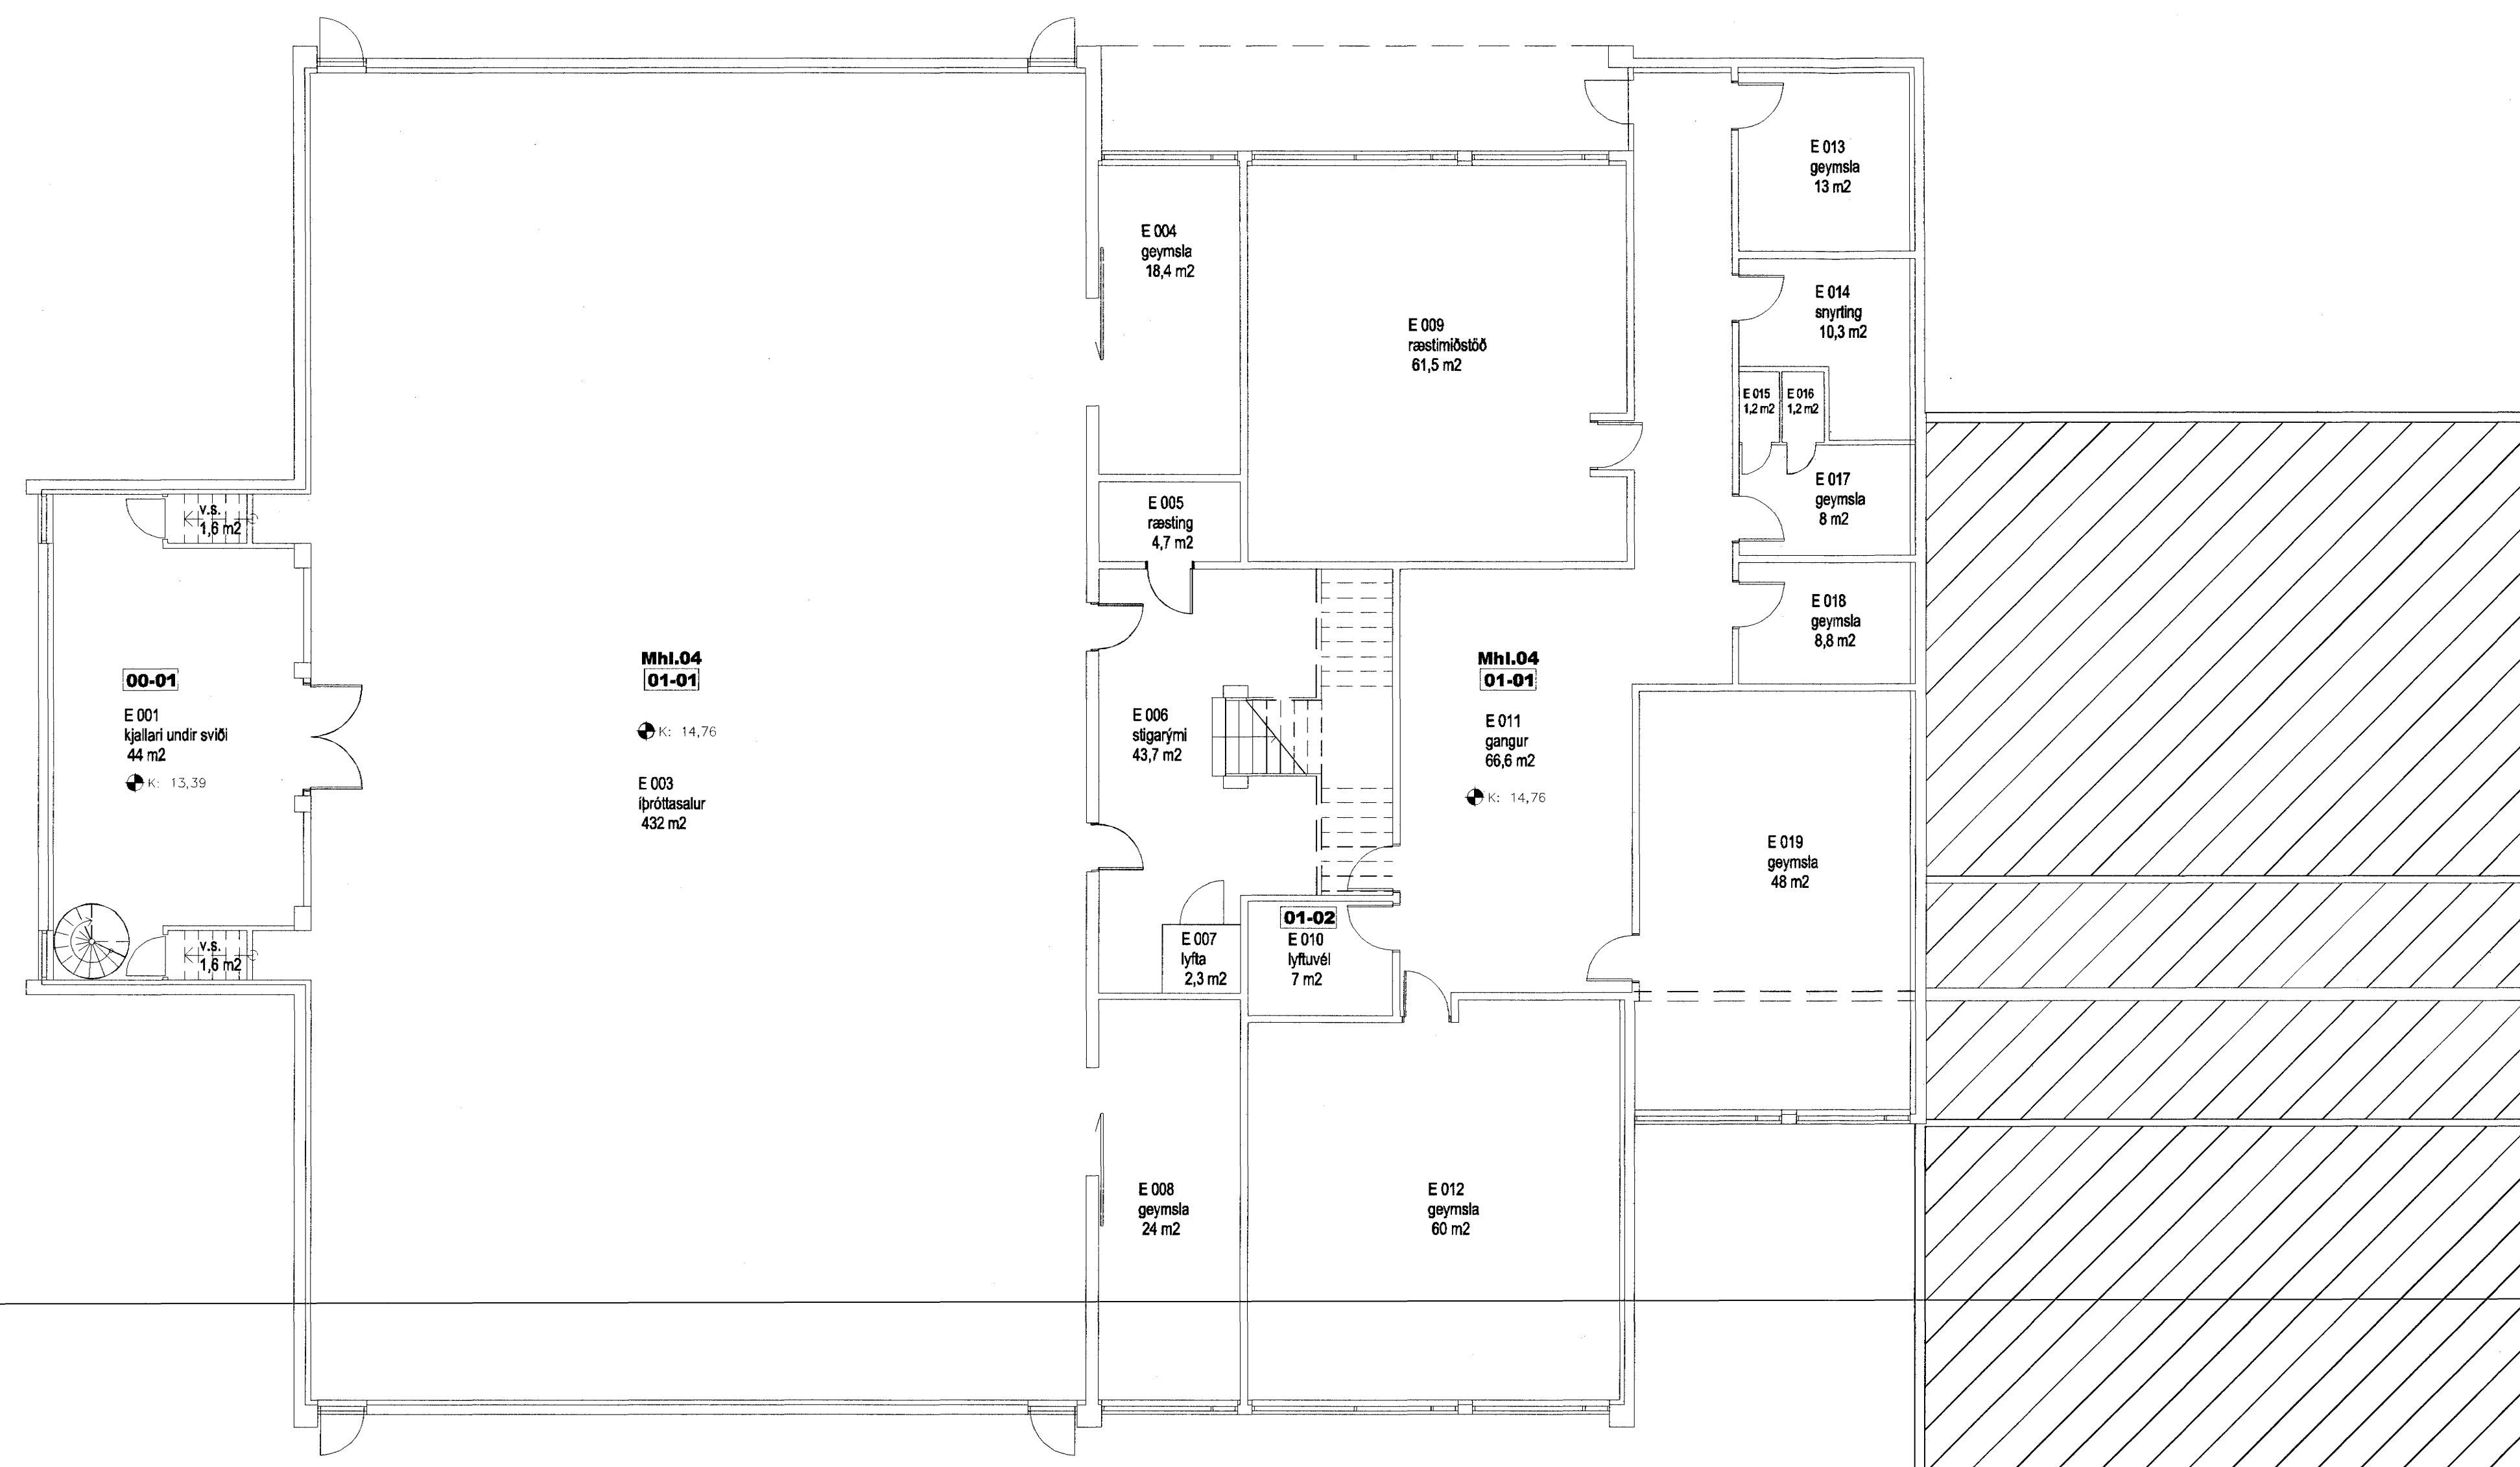 E 013
geymsla
13 m2
E 004
geymsla
18,4 m2
E 014
snyrting
10,3 m2
E 009
ræstimiðstöð
61,5 m2
E 015
1,2 m2
E 016
1,2 m2
E 017
geymsla
8 m2
E 005
ræsting
4,7 m2
v.s.
1,6 m2
E 018
geymsla
8,8 m2
00-01
E 001
kjallari undir sviði
44 m2
K: 13,39
Mhl.04
01-01
K: 14,76
E 003
íþróttasalur
432 m2
E 006
stigarými
43,7 m2
Mhl.04
01-01
E 011
gangur
66,6 m2
K: 14,76
E 019
geymsla
48 m2
v.s.
1,6 m2
E 007
lyfta
2,3 m2
01-02
E 010
lyftuvél
7 m2
E 008
geymsla
24 m2
E 012
geymsla
60 m2